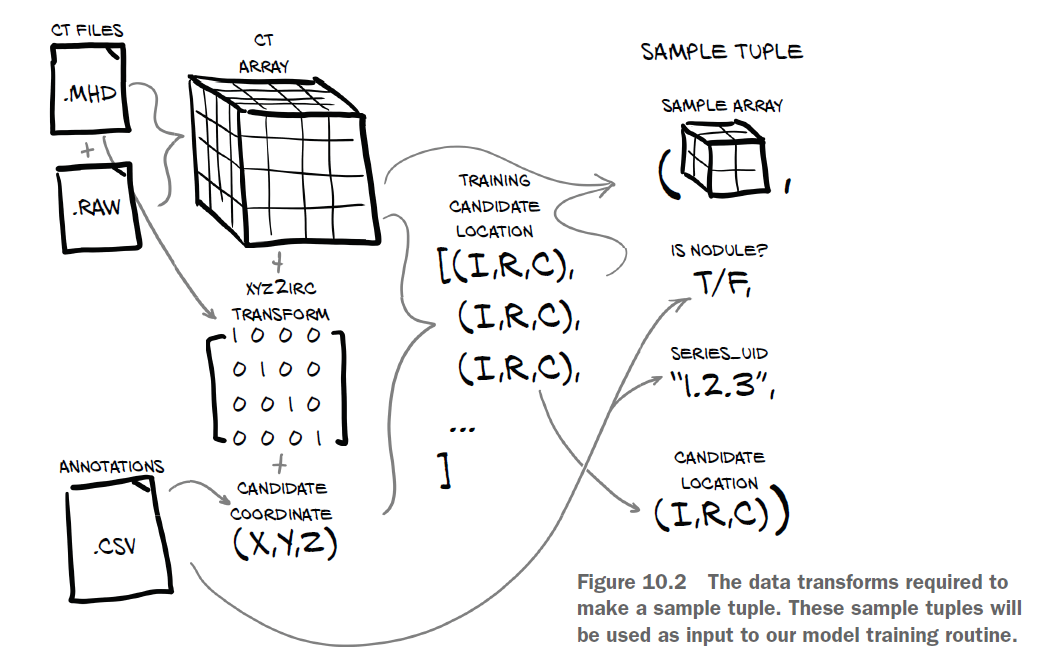 CT FILES
.MHD
+
.RAW
CT
ARRAY
+
XYZ2IRC
TRANSFORM
1 0 0 0
0 1 0 0
0 0 1 0
0 0 0 1
+
ANNOTATIONS
.CSV
CANDIDATE
COORDINATE
(X,Y,Z)
TRAINING
CANDIDATE
LOCATION
[(I,R,C),
(I,R,C),
(I,R,C),
...
]
SAMPLE TUPLE
SAMPLE ARRAY
( ,
IS NODULE?
T/F,
SERIES_UID
"1.2.3",
CANDIDATE
LOCATION
(I,R,C))
Figure 10.2 The data transforms required to
make a sample tuple. These sample tuples will
be used as input to our model training routine.